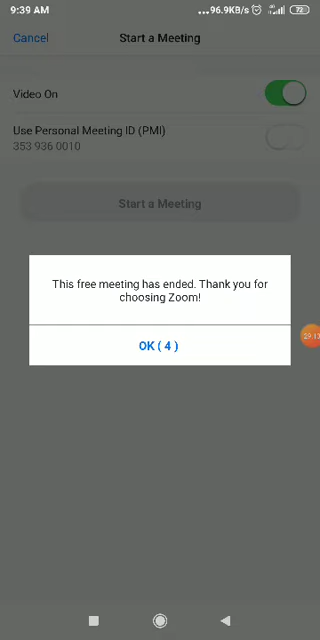 9:39 AM
...96.9KB/s
72
Cancel
Start a Meeting
Video On
Use Personal Meeting ID (PMI)
353 936 0010
Start a Meeting
This free meeting has ended. Thank you for
choosing Zoom!
OK ( 4 )